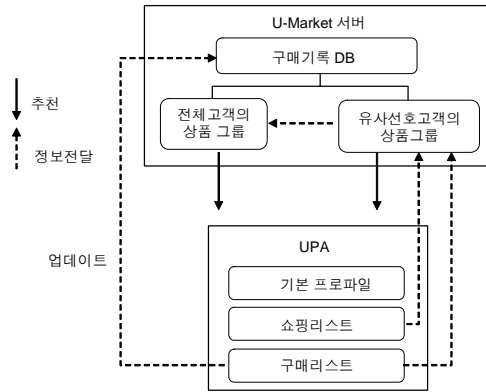 U-Market 서버
구매기록 DB
전체고객의
상품 그룹
유사선호고객의
상품그룹
추천
정보전달
업데이트
UPA
기본 프로파일
쇼핑리스트
구매리스트